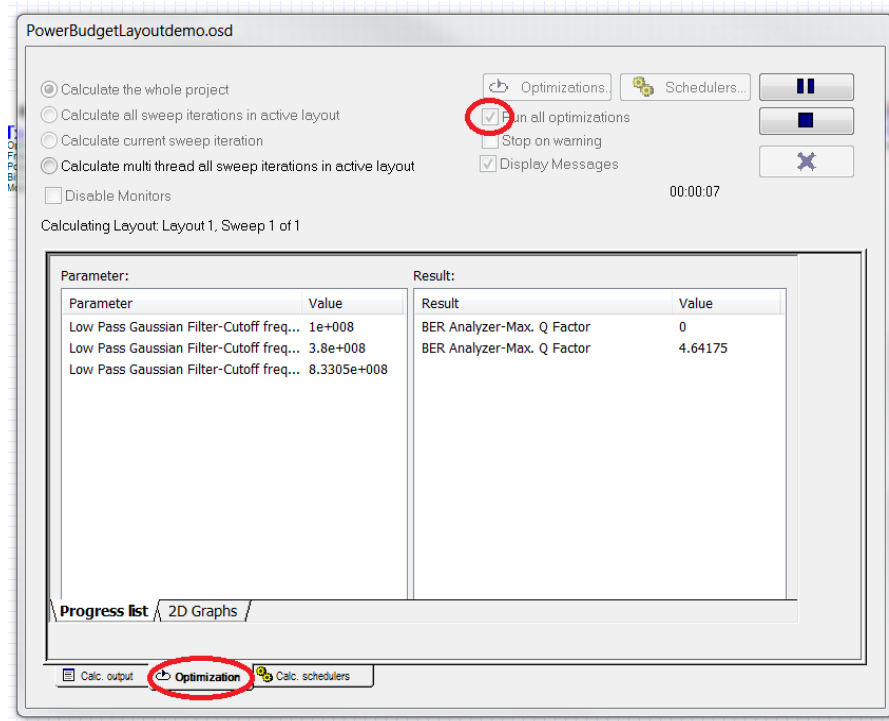 PowerBudgetLayoutdemo.osd
Calculate the whole project
Optimizations..
Schedulers...
Calculate all sweep iterations in active layout
Run all optimizations
Calculate current sweep iteration
Stop on warning
Calculate multi thread all sweep iterations in active layout
Display Messages
Disable Monitors
00:00:07
Calculating Layout: Layout 1, Sweep 1 of 1
Parameter:
Result:
Parameter Value
Result Value
Low Pass Gaussian Filter-Cutoff freq... 1e+008
BER Analyzer-Max. Q Factor 0
Low Pass Gaussian Filter-Cutoff freq... 3.8e+008
BER Analyzer-Max. Q Factor 4.64175
Low Pass Gaussian Filter-Cutoff freq... 8.3305e+008
Progress list 2D Graphs
Calc. output Optimization Calc. schedulers